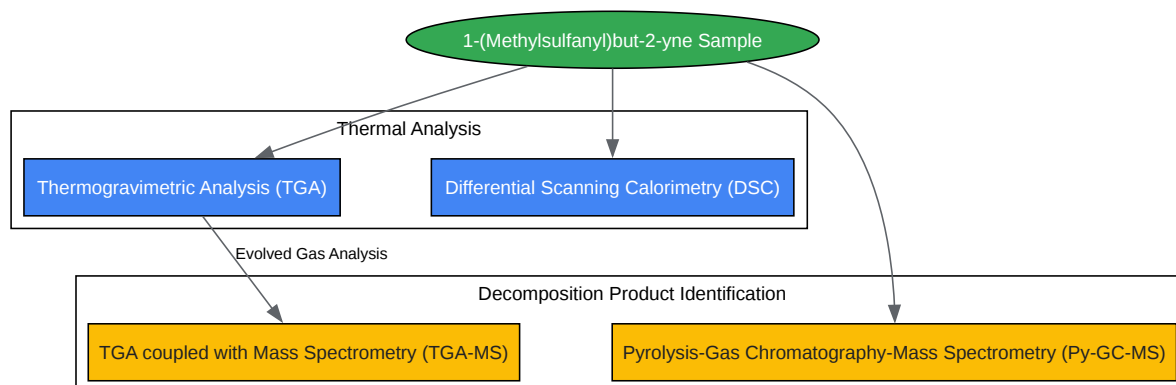 1-(Methylsulfanyl)but-2-yne Sample
Thermal Analysis
Thermogravimetric Analysis (TGA)
Differential Scanning Calorimetry (DSC)
Evolved Gas Analysis
Decomposition Product Identification
TGA coupled with Mass Spectrometry (TGA-MS)
Pyrolysis-Gas Chromatography-Mass Spectrometry (Py-GC-MS)